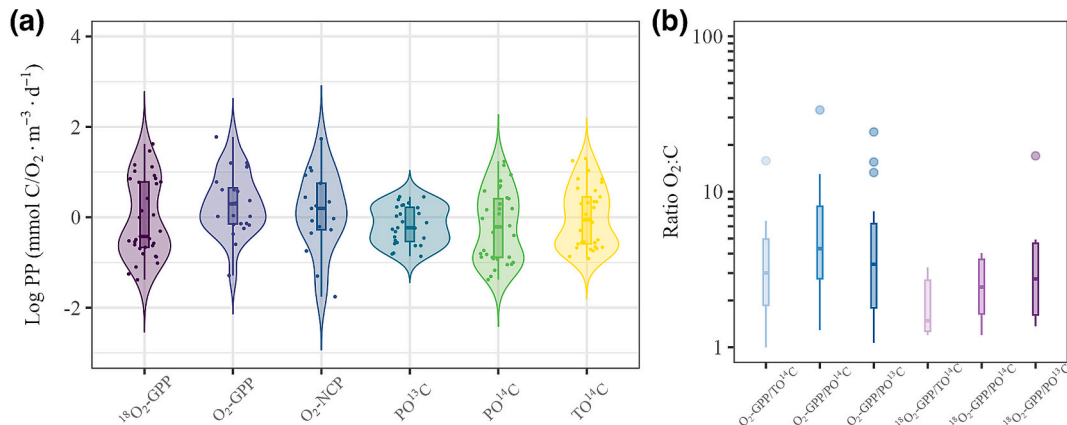 (a)
Log PP (mmol C/O₂ · m⁻³ · d⁻¹)
4
2
0
-2
¹⁸O₂-GPP
O₂-GPP
O₂-NCP
PO¹³C
PO¹⁴C
TO¹⁴C
(b)
Ratio O₂:C
100
10
1
O₂-GPP/TO¹⁴C
O₂-GPP/PO¹⁴C
O₂-GPP/PO¹³C
¹⁸O₂-GPP/TO¹⁴C
¹⁸O₂-GPP/PO¹⁴C
¹⁸O₂-GPP/PO¹³C